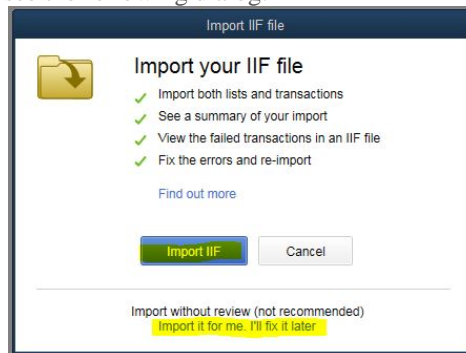 Import IIF file
Import your IIF file
Import both lists and transactions
See a summary of your import
View the failed transactions in an IIF file
Fix the errors and re-import
Find out more
Import IIF
Cancel
Import without review (not recommended)
Import it for me. I'll fix it later